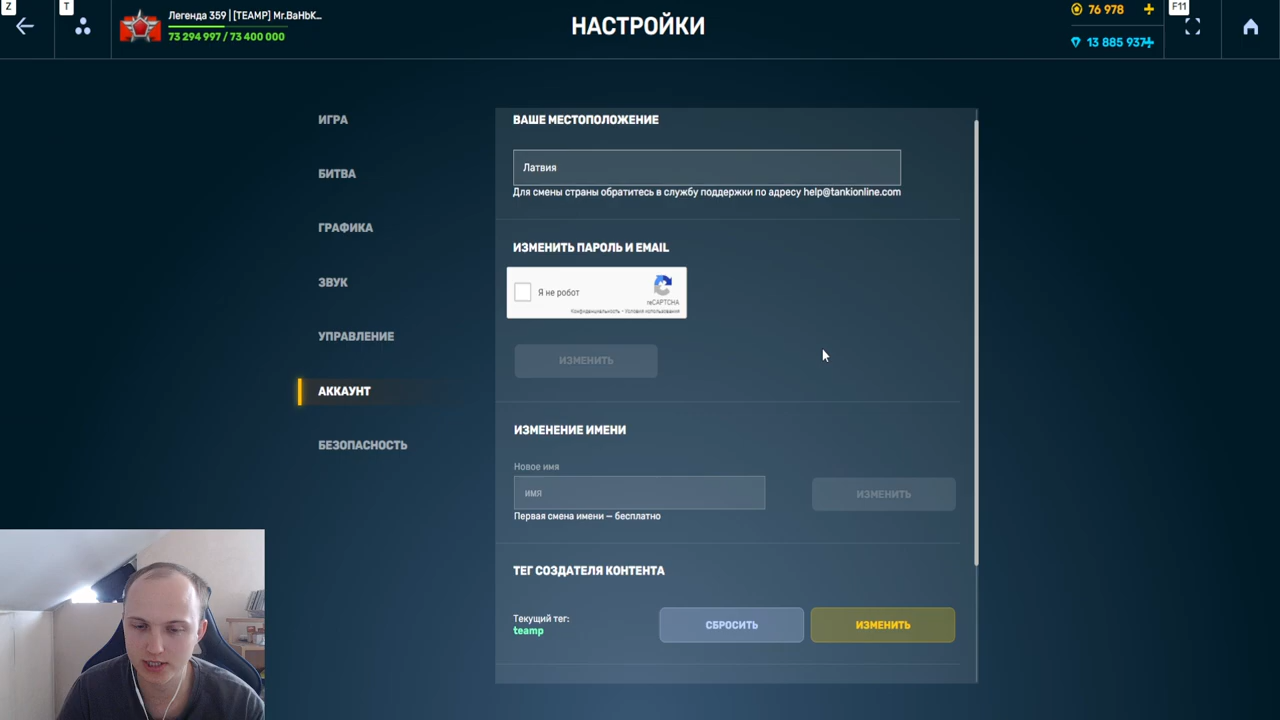 Z
T
Легенда 359 | [TEAMP] Mr.BaHbK...
73 294 997 / 73 400 000
НАСТРОЙКИ
76 978
13 885 937
F11
ИГРА
БИТВА
ГРАФИКА
ЗВУК
УПРАВЛЕНИЕ
АККАУНТ
БЕЗОПАСНОСТЬ
ВАШЕ МЕСТОПОЛОЖЕНИЕ
Латвия
Для смены страны обратитесь в службу поддержки по адресу help@tankionline.com
ИЗМЕНИТЬ ПАРОЛЬ И EMAIL
Я не робот
reCAPTCHA
Конфиденциальность - Условия использования
ИЗМЕНИТЬ
ИЗМЕНЕНИЕ ИМЕНИ
Новое имя
имя
ИЗМЕНИТЬ
Первая смена имени — бесплатно
ТЕГ СОЗДАТЕЛЯ КОНТЕНТА
Текущий тег:
teamp
СБРОСИТЬ
ИЗМЕНИТЬ